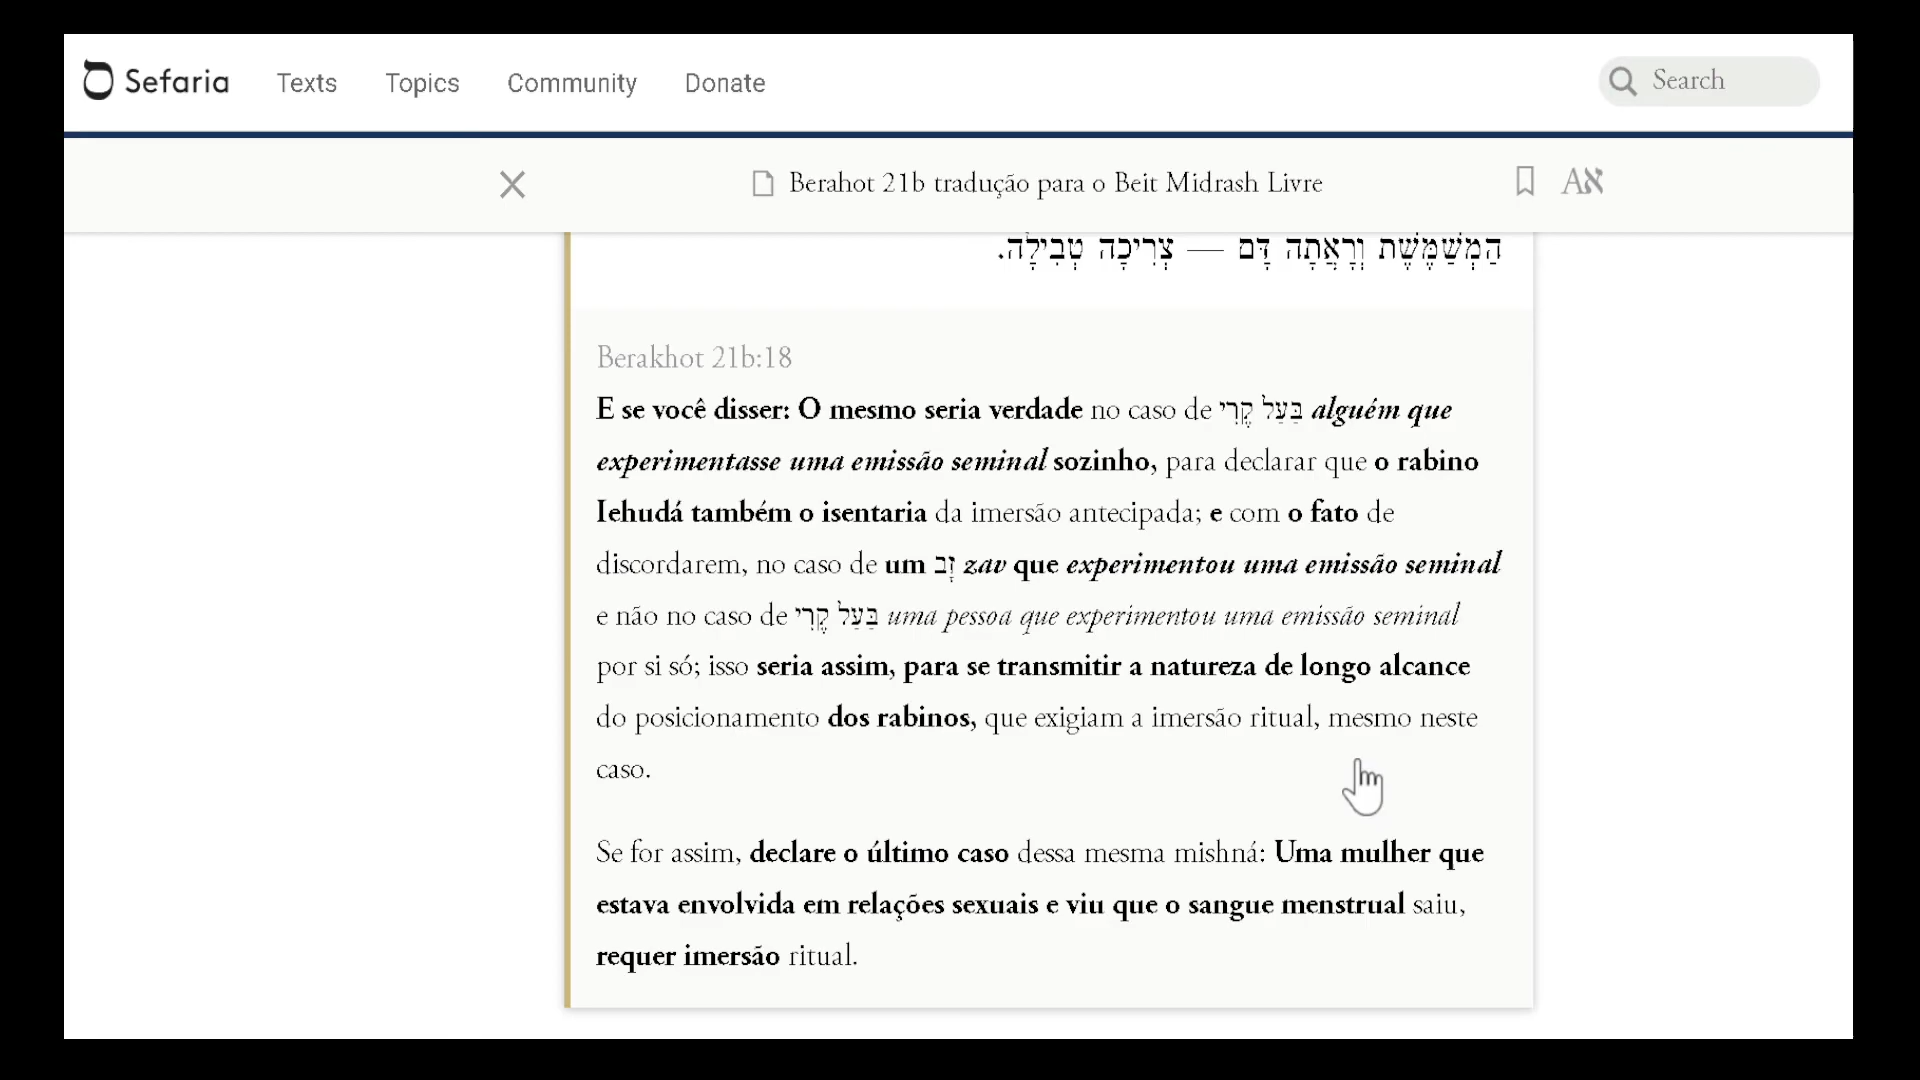 Sefaria Texts Topics Community Donate Search
Berahot 21b tradução para o Beit Midrash Livre Aא
הַמְשַׁמֶּשֶׁת וְרָאֲתָה דָּם — צְרִיכָה טְבִילָה.
Berakhot 21b:18
E se você disser: O mesmo seria verdade no caso de בַּעַל קֶרִי alguém que
experimentasse uma emissão seminal sozinho, para declarar que o rabino
Iehudá também o isentaria da imersão antecipada; e com o fato de
discordarem, no caso de um זָב zav que experimentou uma emissão seminal
e não no caso de בַּעַל קֶרִי uma pessoa que experimentou uma emissão seminal
por si só; isso seria assim, para se transmitir a natureza de longo alcance
do posicionamento dos rabinos, que exigiam a imersão ritual, mesmo neste
caso.
Se for assim, declare o último caso dessa mesma mishná: Uma mulher que
estava envolvida em relações sexuais e viu que o sangue menstrual saiu,
requer imersão ritual.